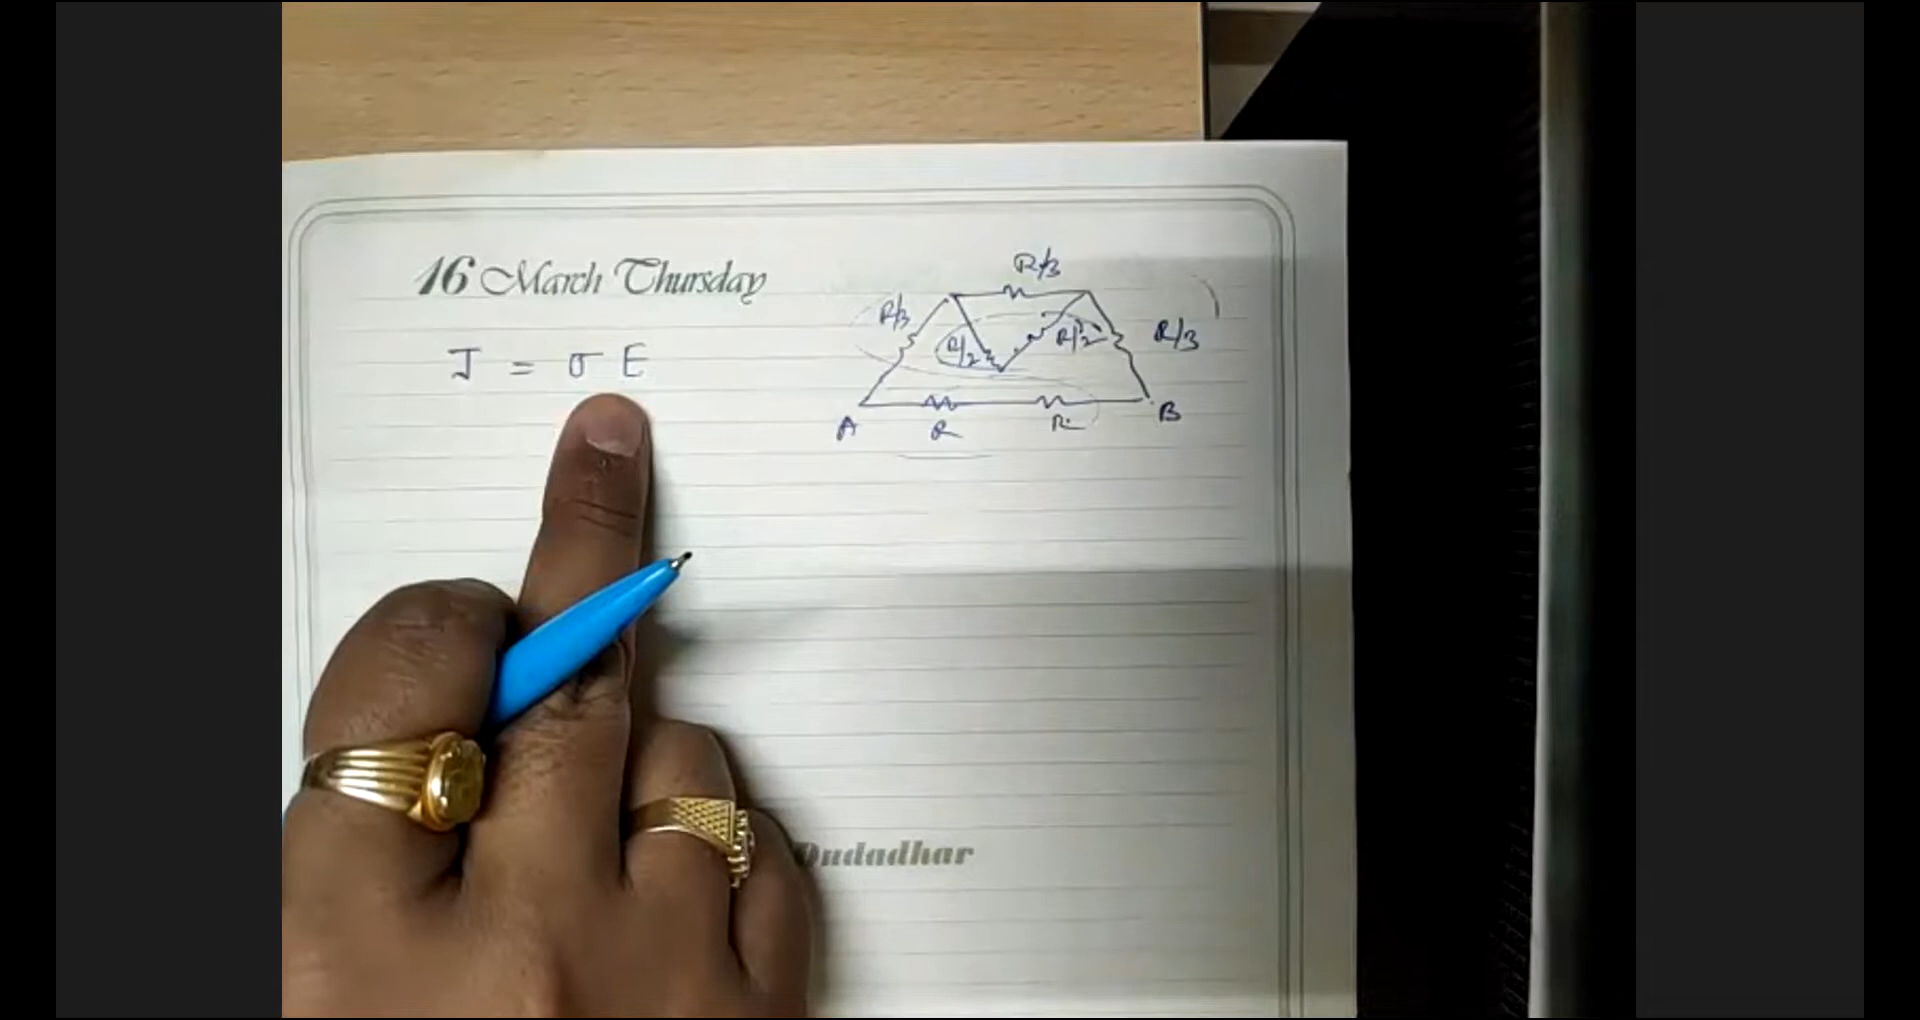 16 March Thursday
J = σ E
R/3
R/3
R/2
R/2
R/3
A
R
R
B
Dudadhar